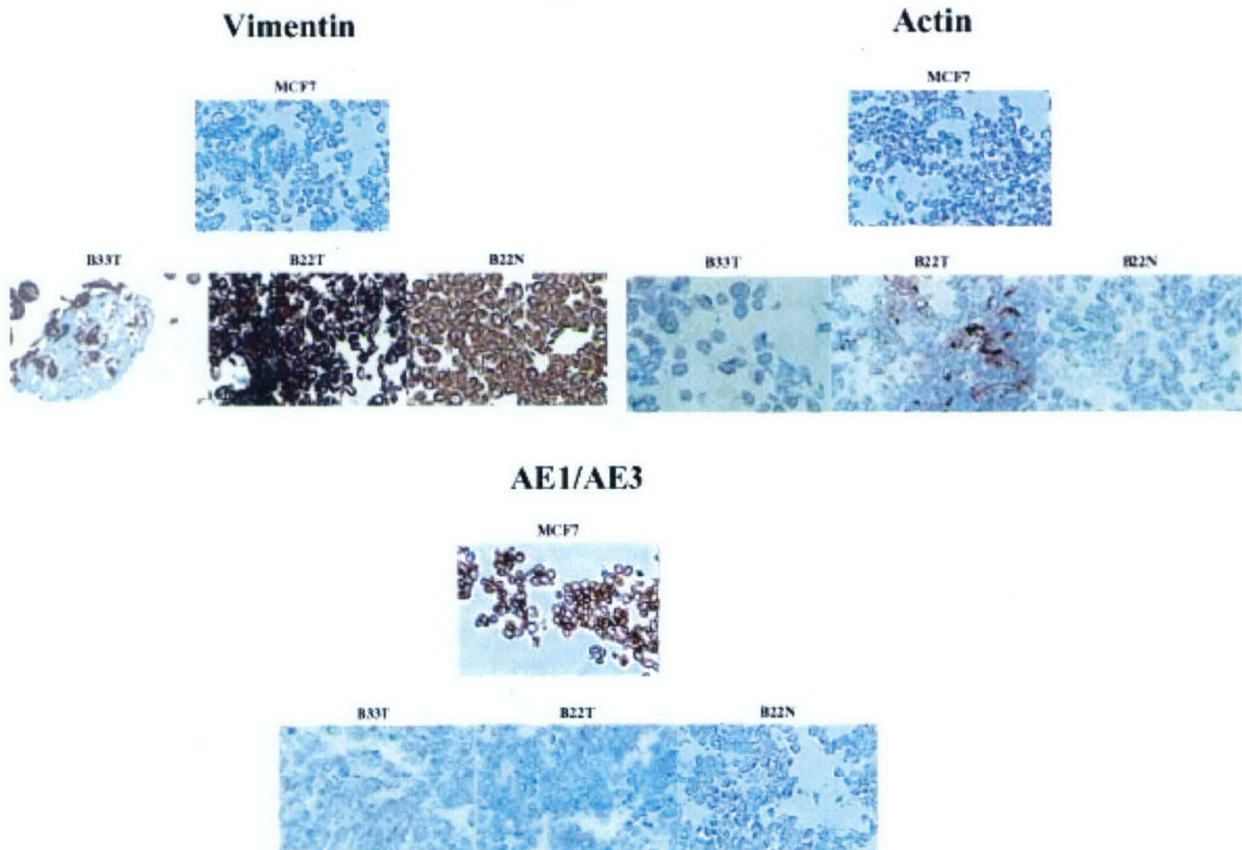 Vimentin
MCF7
B33T B22T B22N
Actin
MCF7
B33T B22T B22N
AE1/AE3
MCF7
B33T B22T B22N